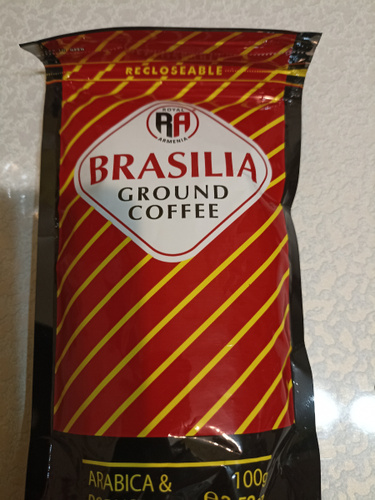 RECLOSEABLE
ROYAL
RA
ARMENIA
BRASILIA
GROUND
COFFEE
ARABICA & 100g